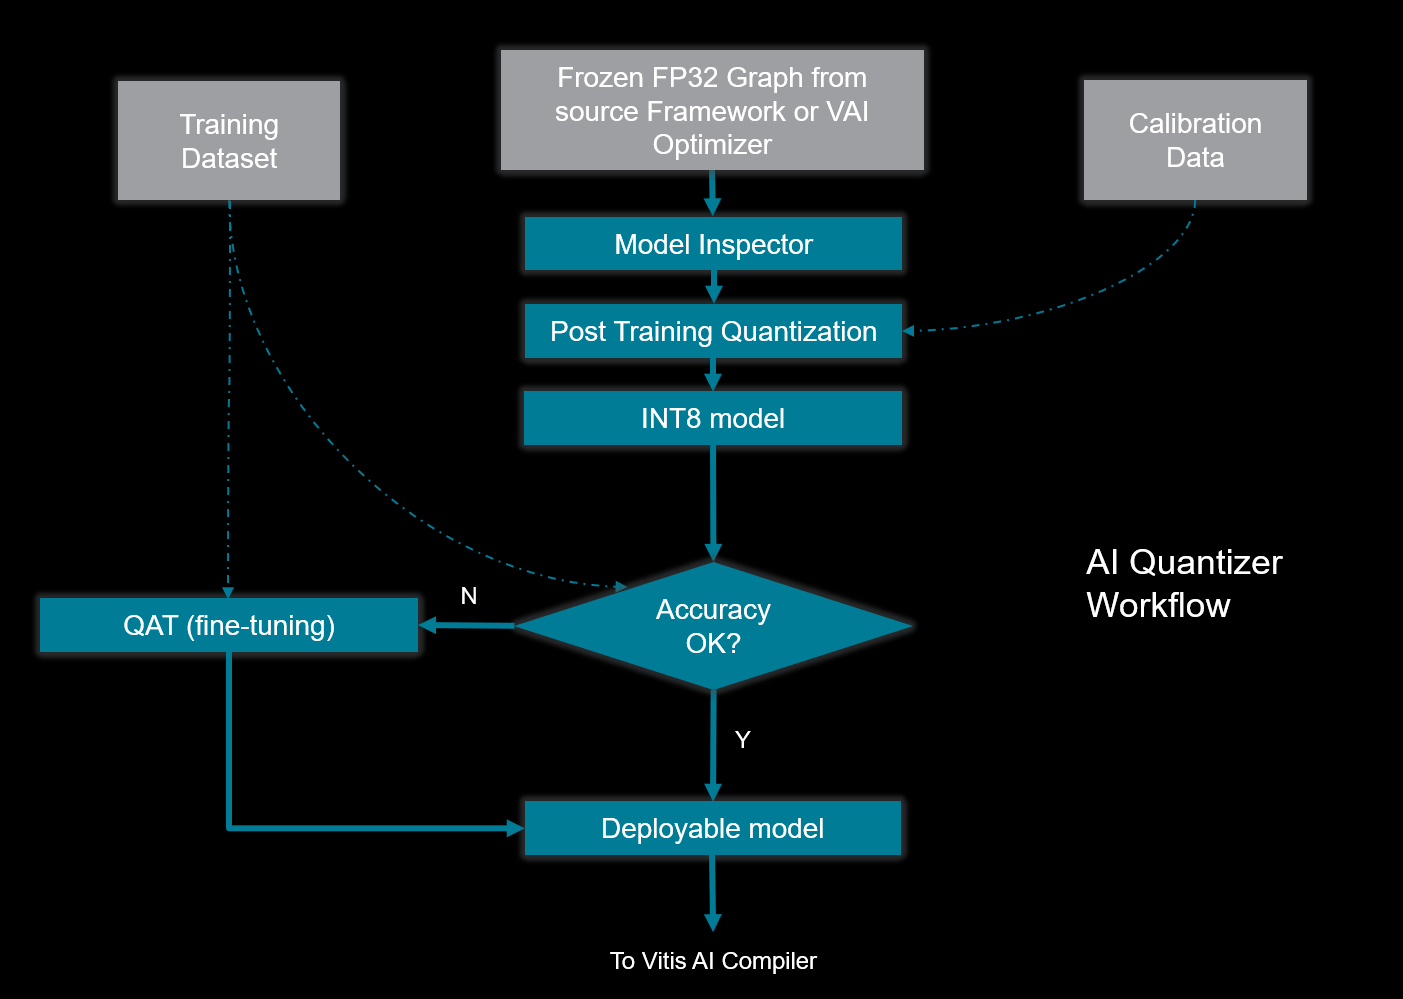 Frozen FP32 Graph from
source Framework or VAI
Optimizer
Training
Dataset
Calibration
Data
Model Inspector
Post Training Quantization
INT8 model
AI Quantizer
Workflow
N
Accuracy
OK?
QAT (fine-tuning)
Y
Deployable model
To Vitis AI Compiler